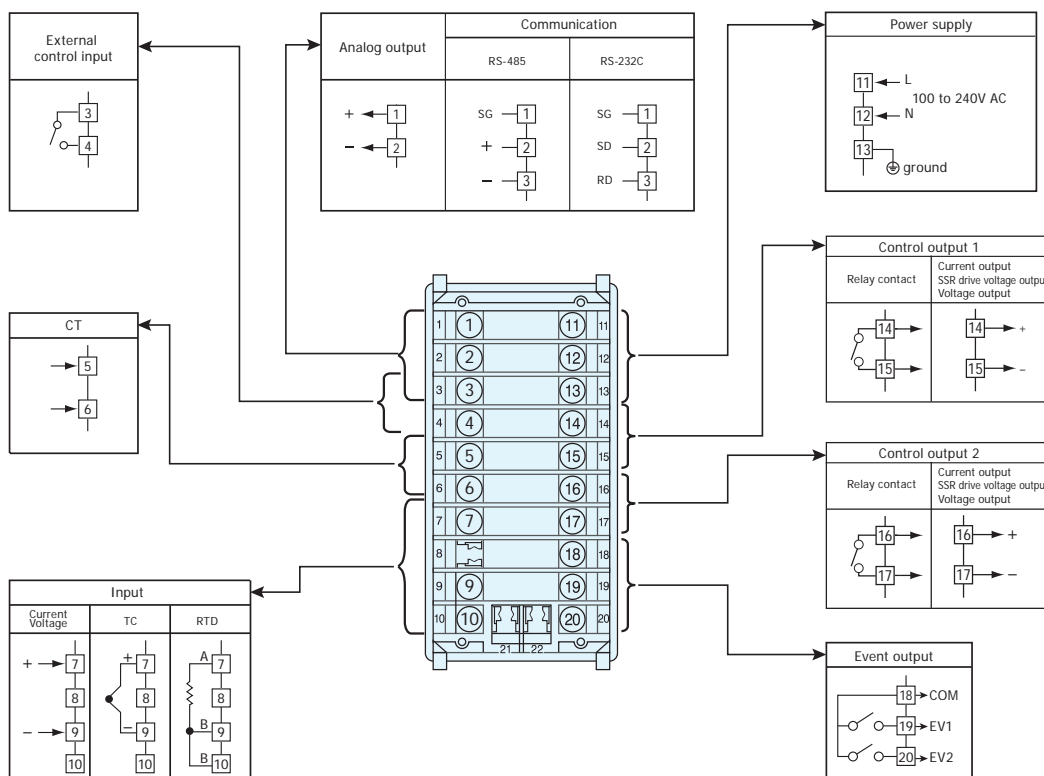 External
control input
3
4
Analog output
Communication
RS-485
RS-232C
+ 1
− 2
SG 1
+ 2
− 3
SG 1
SD 2
RD 3
Power supply
11 L
100 to 240V AC
12 N
13
ground
CT
5
6
Control output 1
Relay contact
Current output
SSR drive voltage outpu
Voltage output
14
15
14 +
15 −
Control output 2
Relay contact
Current output
SSR drive voltage outpu
Voltage output
16
17
16 +
17 −
1 1 11 11
2 2 12 12
3 3 13 13
4 4 14 14
5 5 15 15
6 6 16 16
7 7 17 17
8 18 18
9 9 19 19
10 10 20 20
21 22
Input
Current
Voltage
TC
RTD
+ 7
8
− 9
10
+ 7
8
− 9
10
A 7
8
B 9
B 10
Event output
18 COM
19 EV1
20 EV2